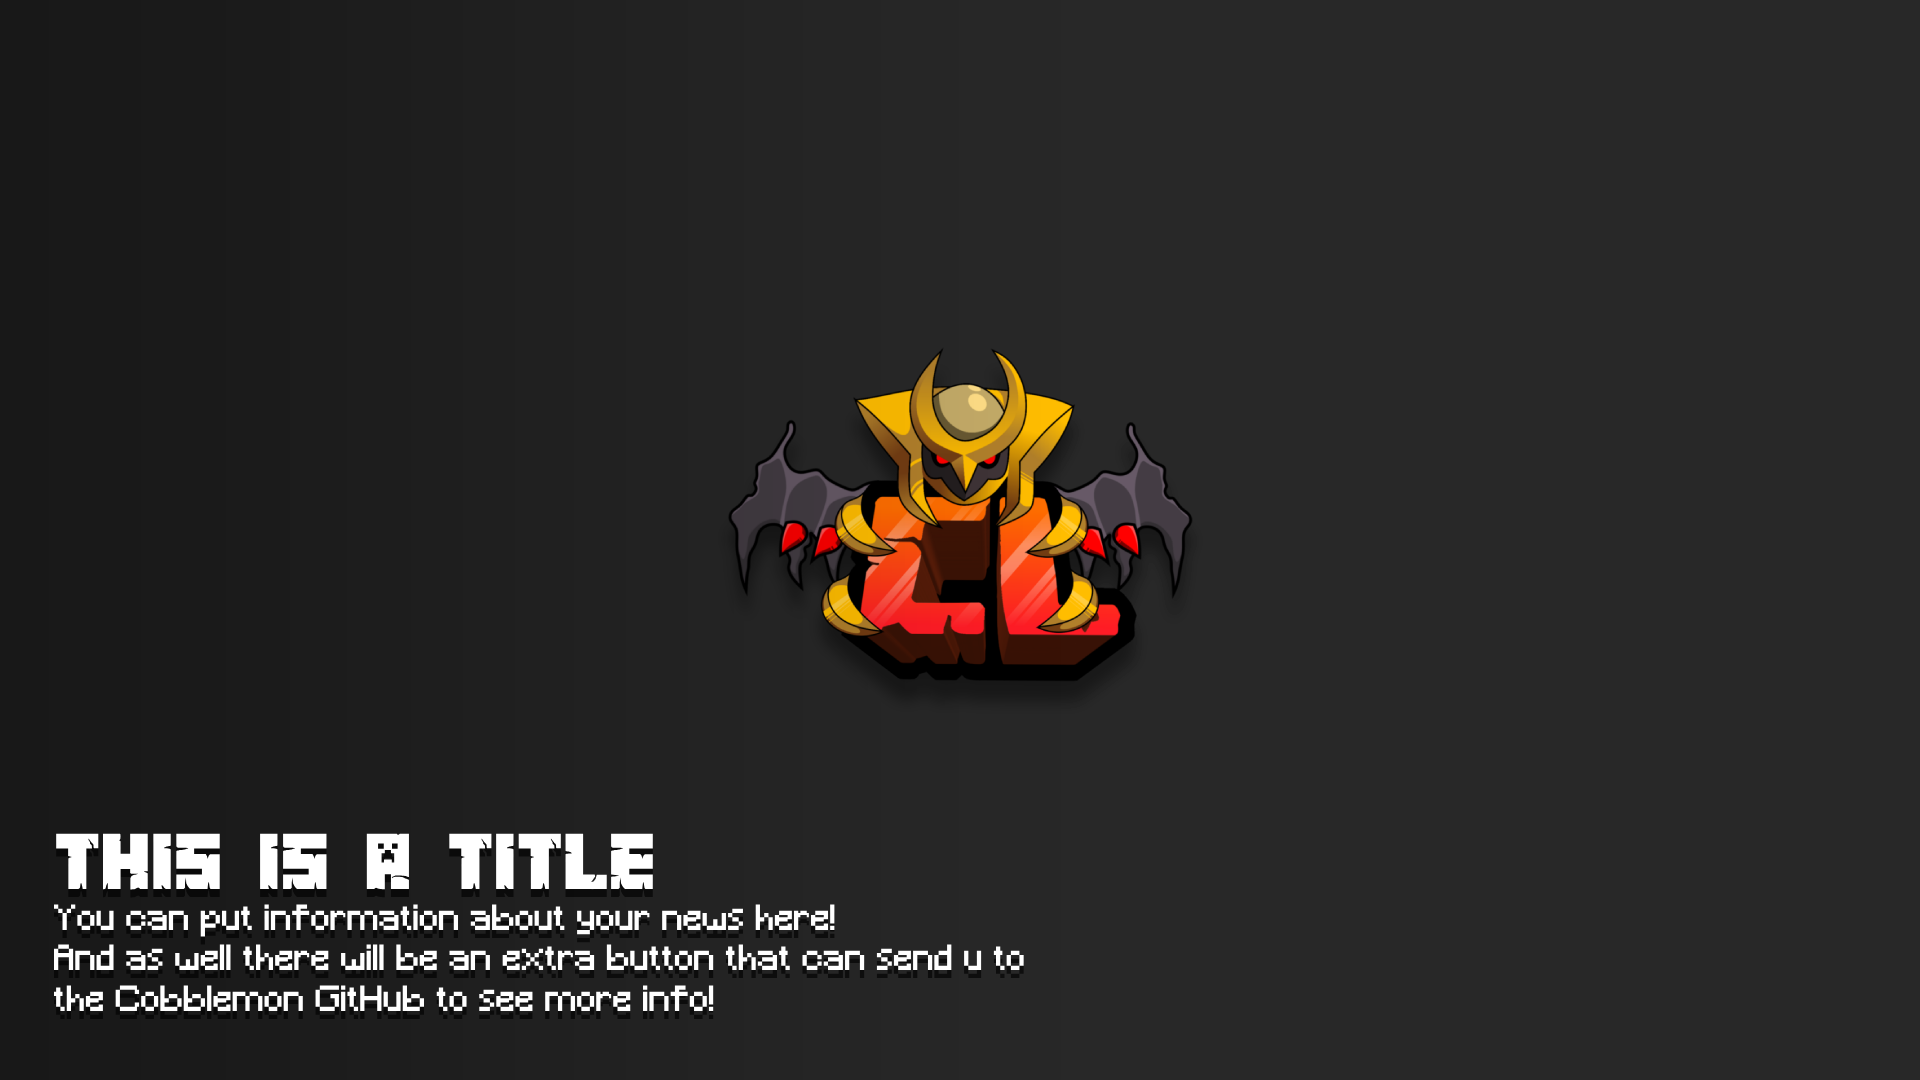 CL
THIS IS A TITLE
You can put information about your news here!
And as well there will be an extra button that can send u to
the Cobblemon GitHub to see more info!